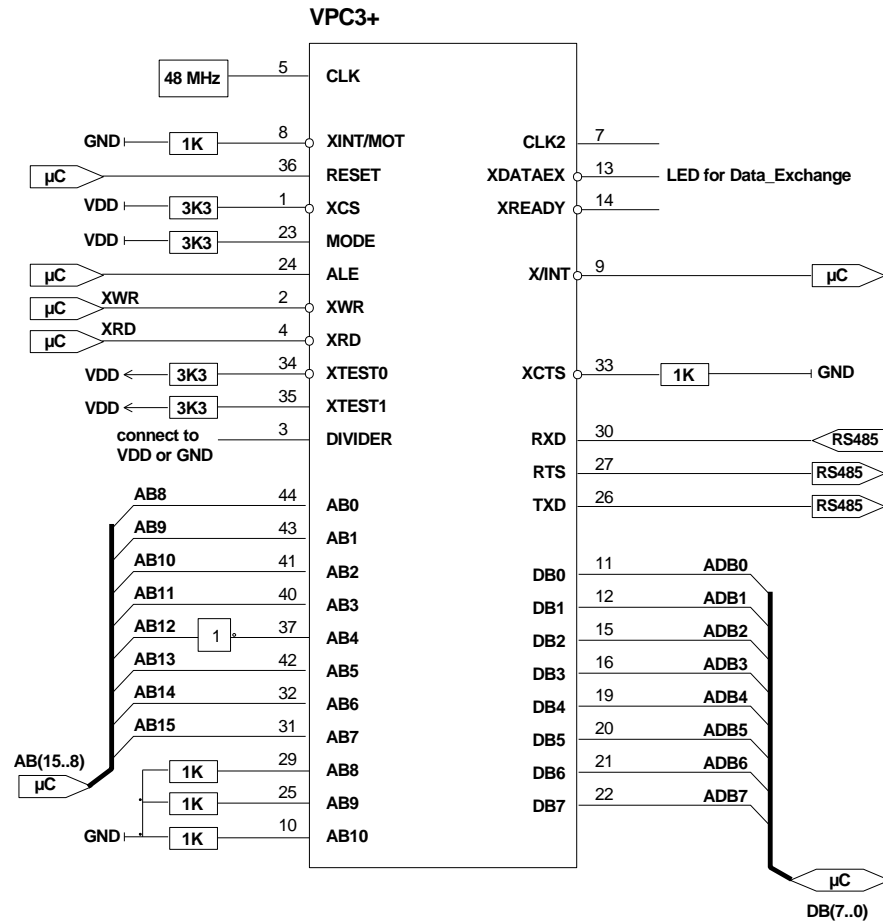 VPC3+
48 MHz 5 CLK
GND 1K 8 XINT/MOT
CLK2 7
µC 36 RESET
XDATAEX 13 LED for Data_Exchange
VDD 3K3 1 XCS
XREADY 14
VDD 3K3 23 MODE
µC 24 ALE
X/INT 9 µC
µC XWR 2 XWR
µC XRD 4 XRD
VDD 3K3 34 XTEST0
XCTS 33 1K GND
VDD 3K3 35 XTEST1
connect to
VDD or GND
3 DIVIDER
RXD 30 RS485
RTS 27 RS485
TXD 26 RS485
AB8 44 AB0
AB9 43 AB1
AB10 41 AB2
AB11 40 AB3
AB12 1 37 AB4
AB13 42 AB5
AB14 32 AB6
AB15 31 AB7
AB(15..8)
µC
1K 29 AB8
1K 25 AB9
GND 1K 10 AB10
DB0 11 ADB0
DB1 12 ADB1
DB2 15 ADB2
DB3 16 ADB3
DB4 19 ADB4
DB5 20 ADB5
DB6 21 ADB6
DB7 22 ADB7
µC
DB(7..0)